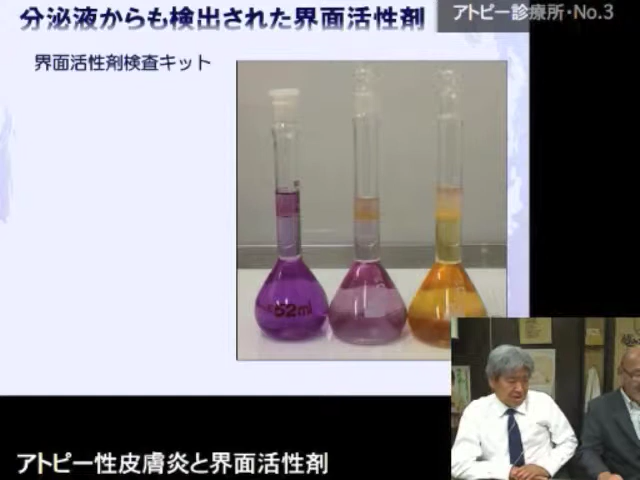 分泌液からも検出された界面活性剤
アトピー診療所・No.3
界面活性剤検査キット
52ml
アトピー性皮膚炎と界面活性剤